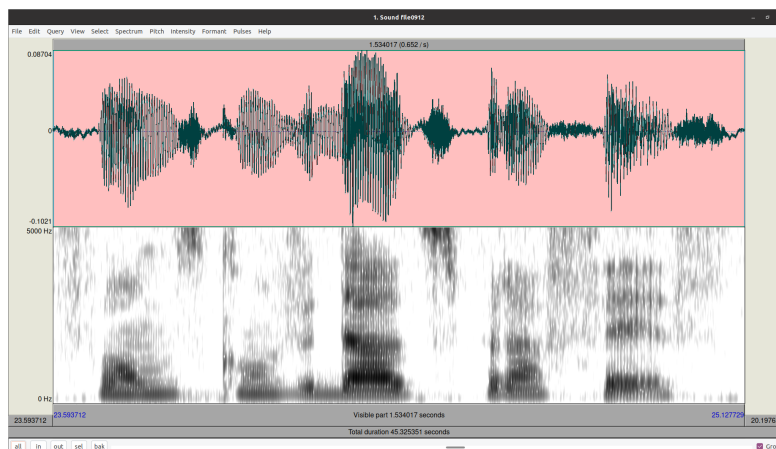 1. Sound file0912
File Edit Query View Select Spectrum Pitch Intensity Formant Pulses Help
1.534017 (0.652 / s)
0.08704
0
-0.1021
5000 Hz
0 Hz
23.593712 23.593712 Visible part 1.534017 seconds 25.127729 20.1976
Total duration 45.325351 seconds
all in out sel bak Gro